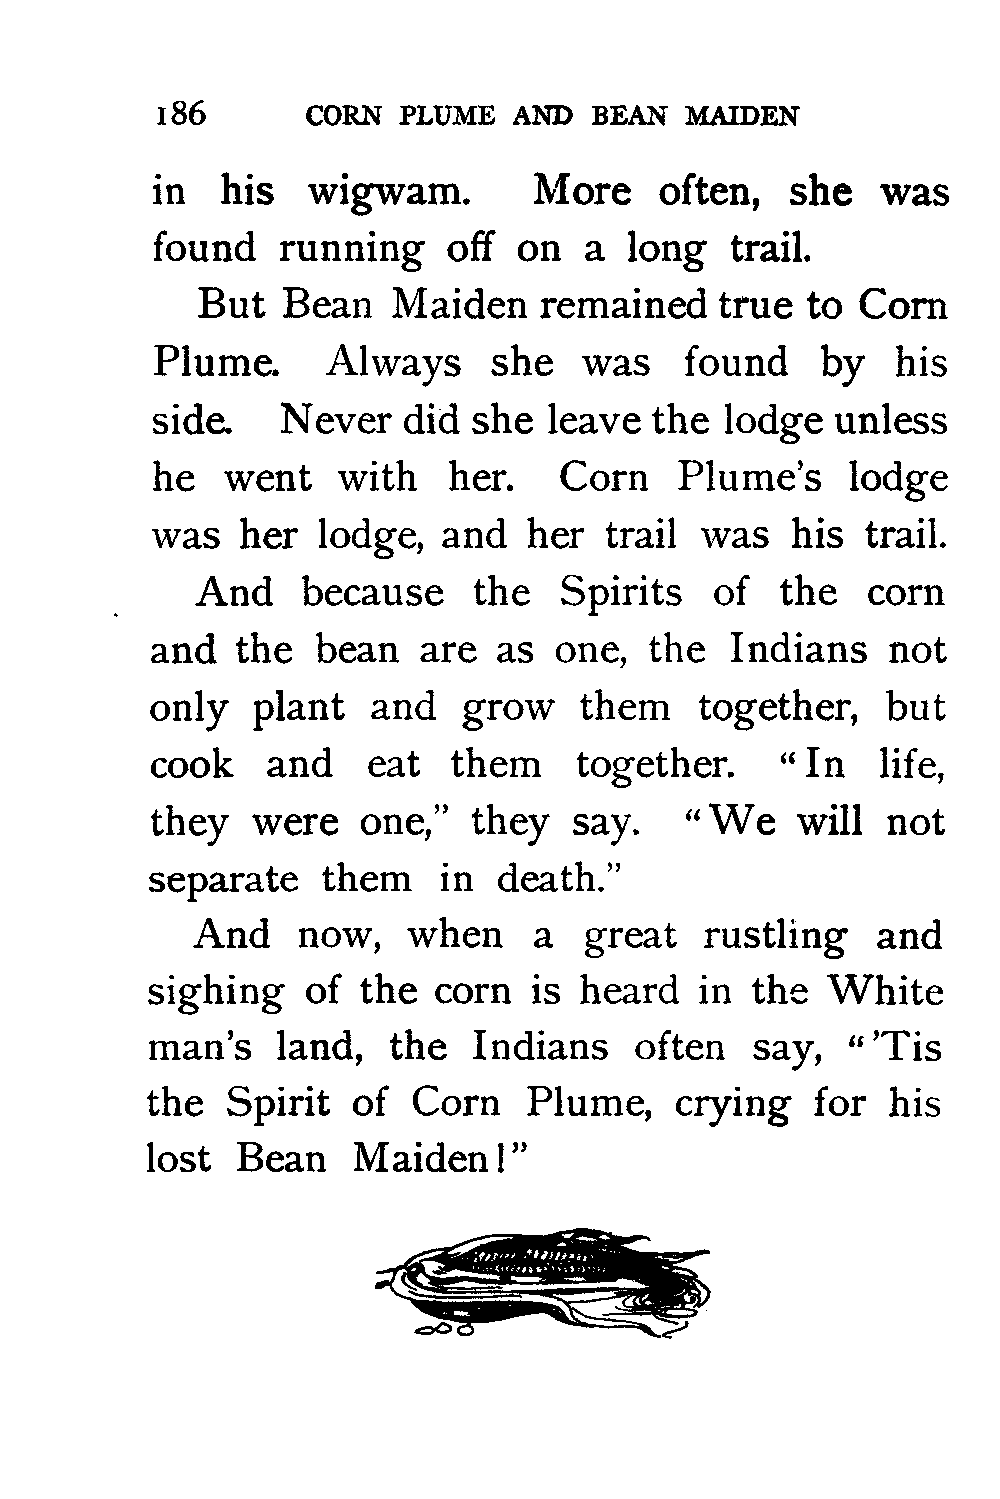 186 CORN PLUME AND BEAN MAIDEN
in his wigwam. More often, she was
found running off on a long trail.
But Bean Maiden remained true to Corn
Plume. Always she was found by his
side. Never did she leave the lodge unless
he went with her. Corn Plume's lodge
was her lodge, and her trail was his trail.
And because the Spirits of the corn
and the bean are as one, the Indians not
only plant and grow them together, but
cook and eat them together. "In life,
they were one," they say. "We will not
separate them in death."
And now, when a great rustling and
sighing of the corn is heard in the White
man's land, the Indians often say, "'Tis
the Spirit of Corn Plume, crying for his
lost Bean Maiden!"